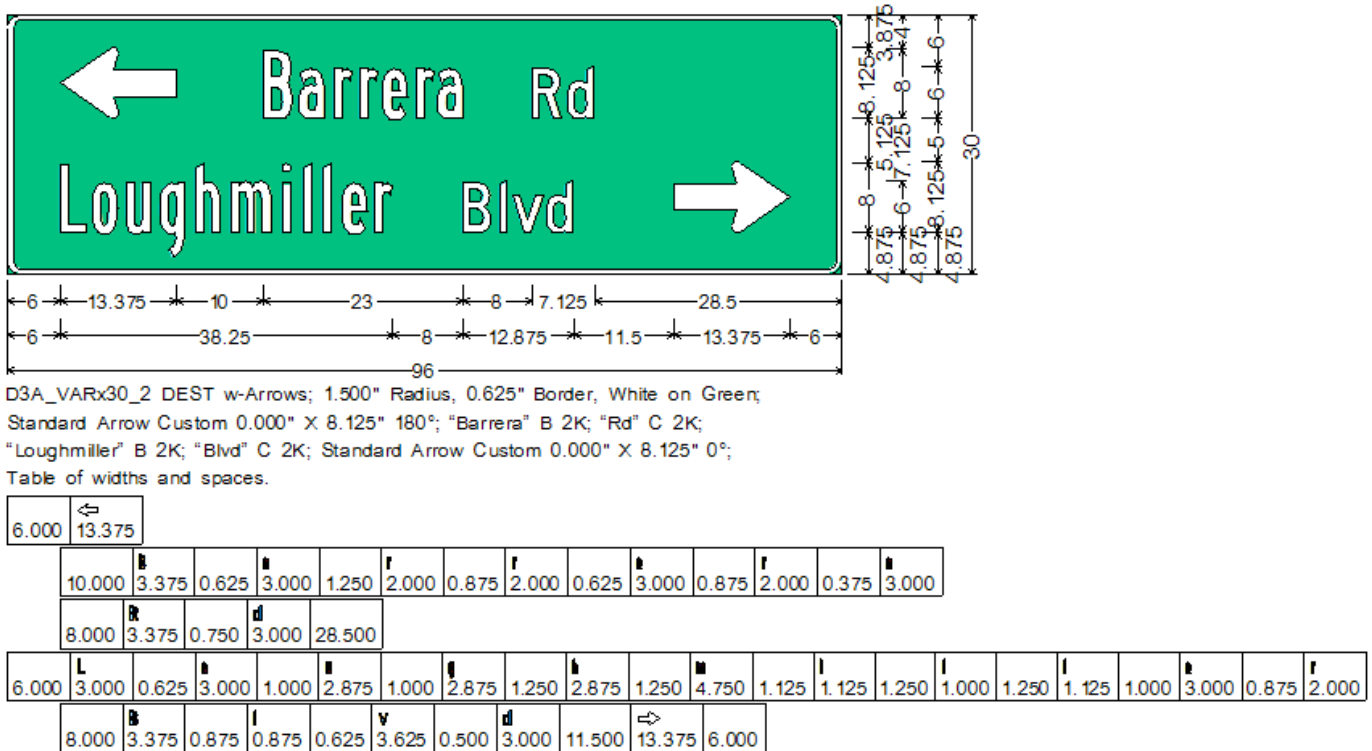 Barrera Rd
Loughmiller Blvd
3.875 8.125 5.125 8 4.875
4 8 7.125 6 4.875
6 6 5 8.125 4.875
30
6 13.375 10 23 8 7.125 28.5
6 38.25 8 12.875 11.5 13.375 6
96
D3A_VARx30_2 DEST w-Arrows; 1.500" Radius, 0.625" Border, White on Green;
Standard Arrow Custom 0.000" X 8.125" 180°; “Barrera” B 2K; “Rd” C 2K;
“Loughmiller” B 2K; “Blvd” C 2K; Standard Arrow Custom 0.000" X 8.125" 0°;
Table of widths and spaces.
6.000 13.375
B a r r e r a
10.000 3.375 0.625 3.000 1.250 2.000 0.875 2.000 0.625 3.000 0.875 2.000 0.375 3.000
R d
8.000 3.375 0.750 3.000 28.500
L o u g h m i l l e r
6.000 3.000 0.625 3.000 1.000 2.875 1.000 2.875 1.250 2.875 1.250 4.750 1.125 1.125 1.250 1.000 1.250 1.125 1.000 3.000 0.875 2.000
B l v d
8.000 3.375 0.875 0.875 0.625 3.625 0.500 3.000 11.500 13.375 6.000